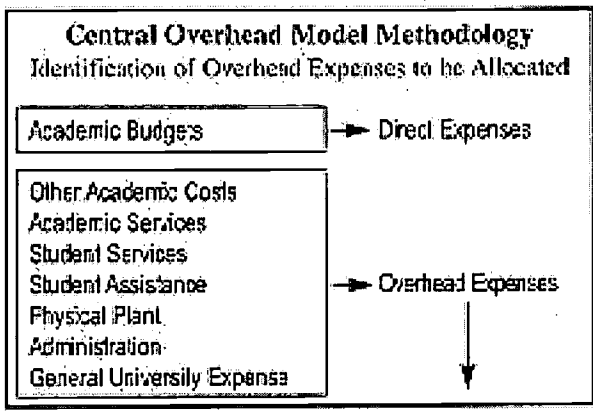 Central Overhead Model Methodology
Identification of Overhead Expenses to be Allocated
Academic Budgets
Direct Expenses
Other Academic Costs
Academic Services
Student Services
Student Assistance
Overhead Expenses
Physical Plant
Administration
General University Expense